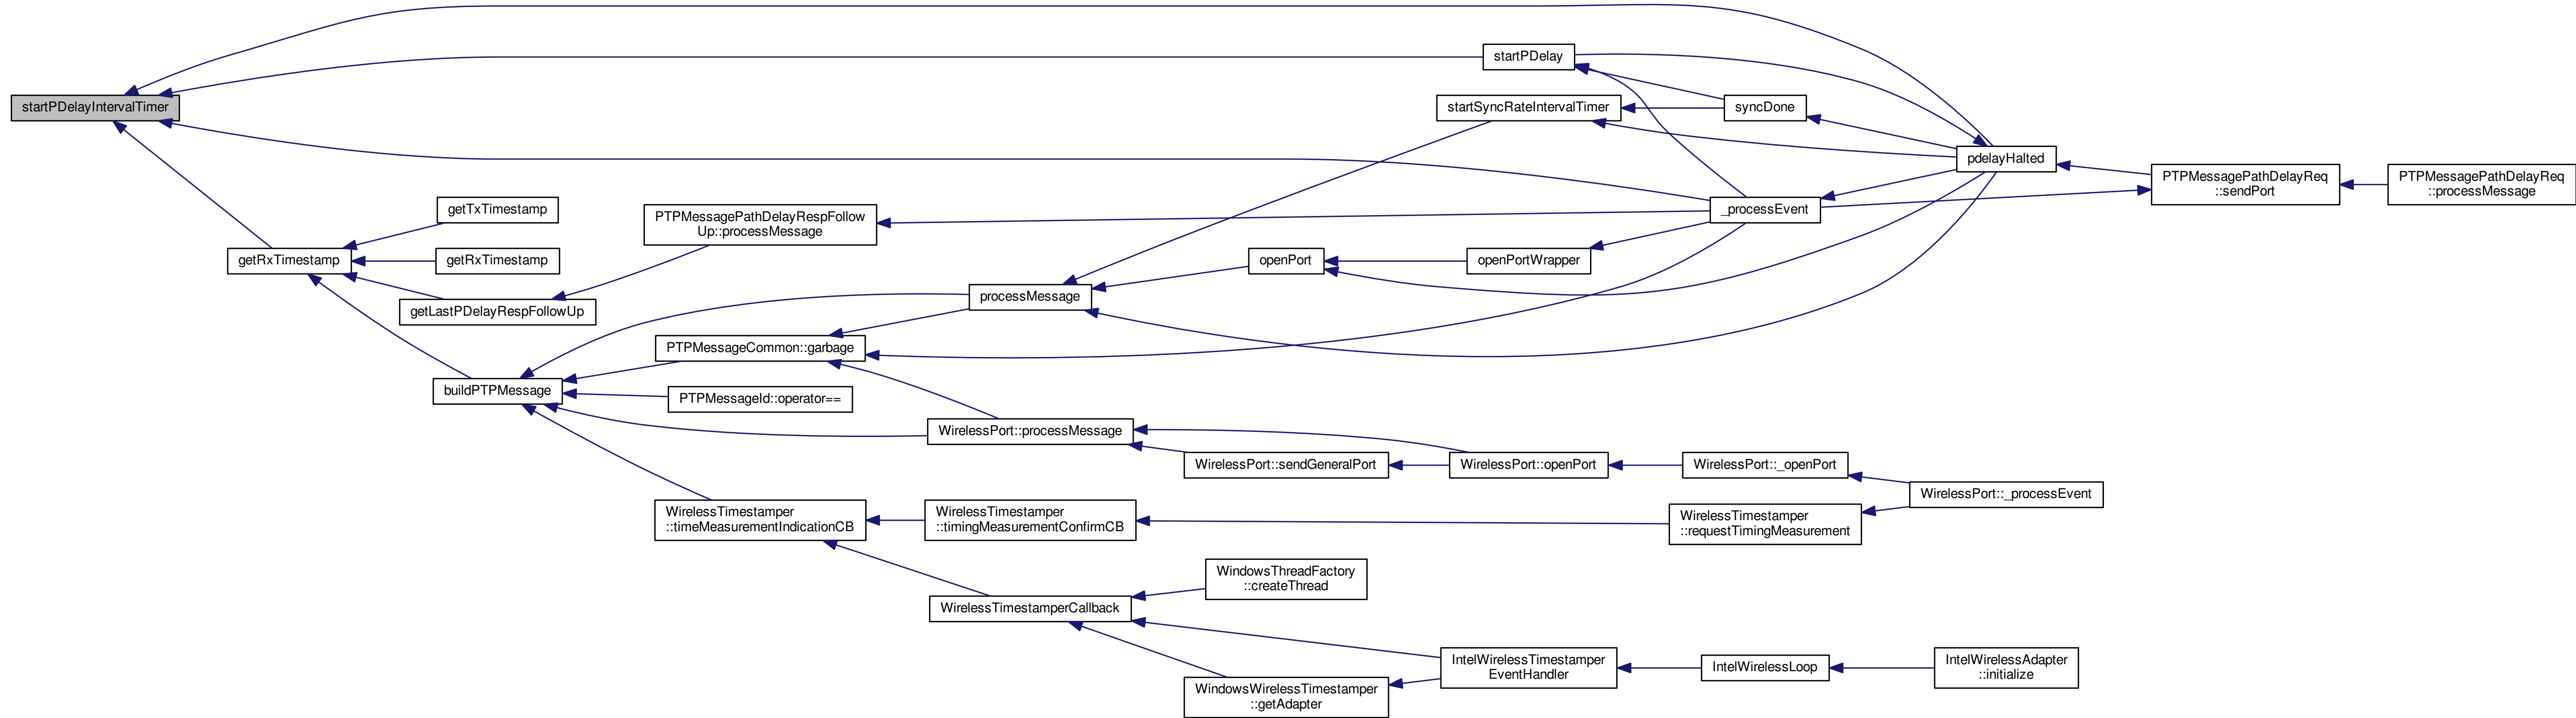 startPDelayIntervalTimer
startPDelay
startSyncRateIntervalTimer
syncDone
pdelayHalted
PTPMessagePathDelayReq
::sendPort
PTPMessagePathDelayReq
::processMessage
getTxTimestamp
PTPMessagePathDelayRespFollow
Up::processMessage
_processEvent
getRxTimestamp
getRxTimestamp
openPort
openPortWrapper
getLastPDelayRespFollowUp
processMessage
PTPMessageCommon::garbage
buildPTPMessage
PTPMessageId::operator==
WirelessPort::processMessage
WirelessPort::sendGeneralPort
WirelessPort::openPort
WirelessPort::_openPort
WirelessPort::_processEvent
WirelessTimestamper
::timeMeasurementIndicationCB
WirelessTimestamper
::timingMeasurementConfirmCB
WirelessTimestamper
::requestTimingMeasurement
WindowsThreadFactory
::createThread
WirelessTimestamperCallback
IntelWirelessTimestamper
EventHandler
IntelWirelessLoop
IntelWirelessAdapter
::initialize
WindowsWirelessTimestamper
::getAdapter